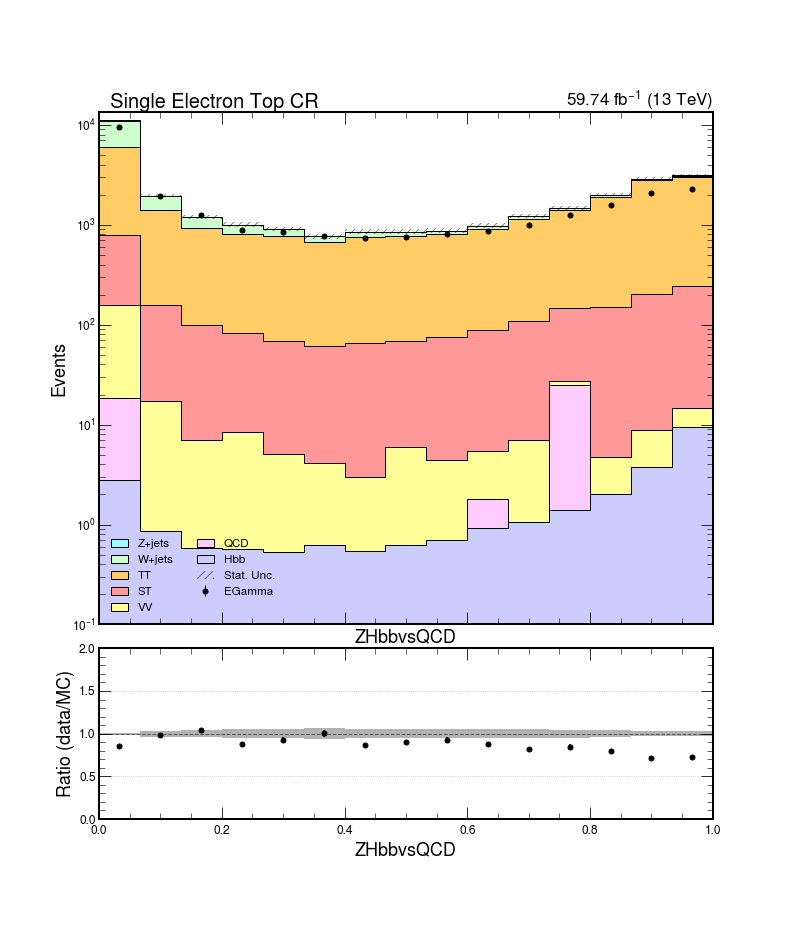 Single Electron Top CR
59.74 fb⁻¹ (13 TeV)
10⁴
10³
10²
10¹
10⁰
10⁻¹
Events
Z+jets
W+jets
TT
ST
VV
QCD
Hbb
Stat. Unc.
EGamma
ZHbbvsQCD
2.0
1.5
1.0
0.5
0.0
Ratio (data/MC)
0.0 0.2 0.4 0.6 0.8 1.0
ZHbbvsQCD